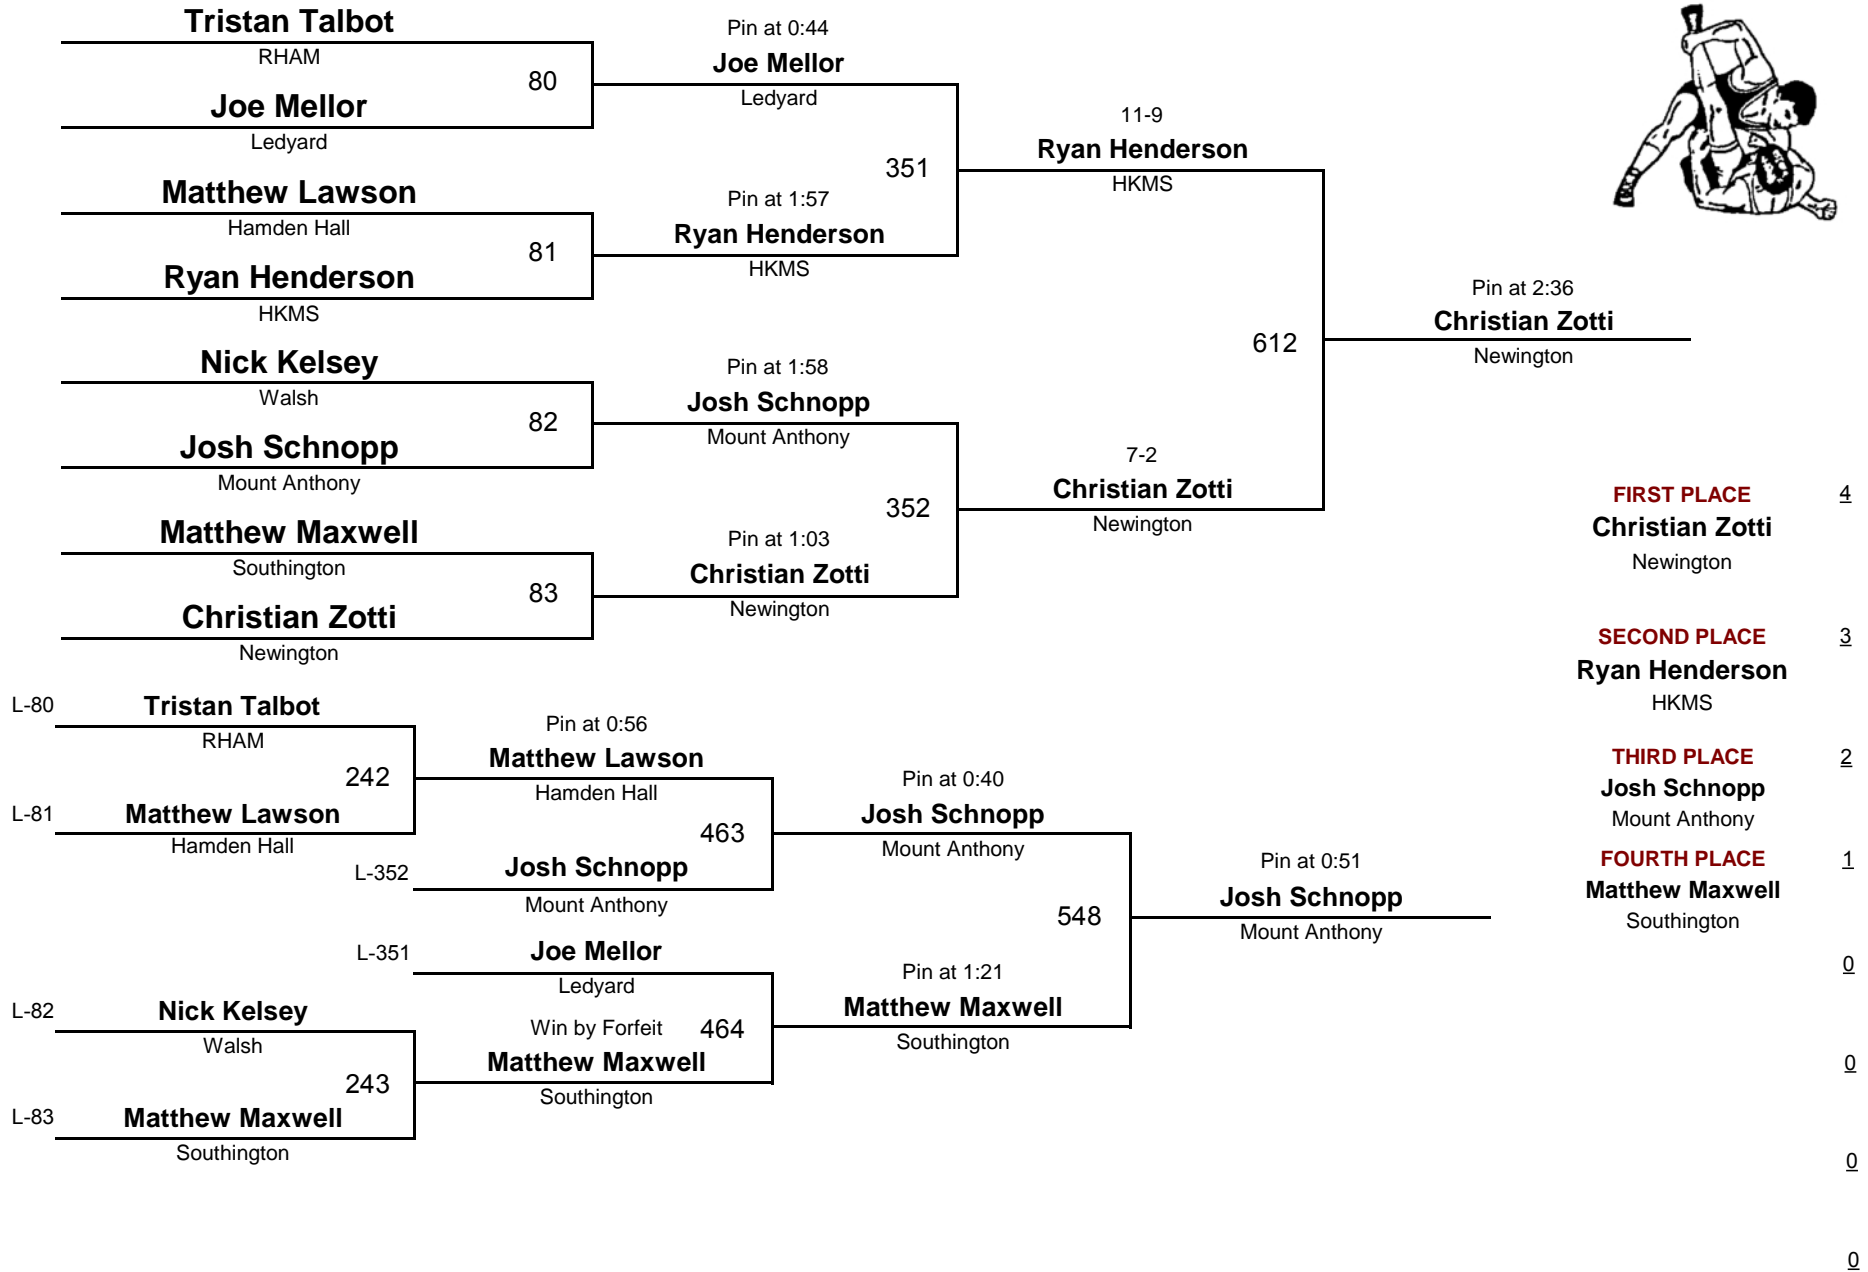 Tristan Talbot
RHAM
80
Joe Mellor
Ledyard
Matthew Lawson
Hamden Hall
81
Ryan Henderson
HKMS
Nick Kelsey
Walsh
82
Josh Schnopp
Mount Anthony
Matthew Maxwell
Southington
83
Christian Zotti
Newington
Pin at 0:44
Joe Mellor
Ledyard
351
Pin at 1:57
Ryan Henderson
HKMS
Pin at 1:58
Josh Schnopp
Mount Anthony
352
Pin at 1:03
Christian Zotti
Newington
11-9
Ryan Henderson
HKMS
612
7-2
Christian Zotti
Newington
Pin at 2:36
Christian Zotti
Newington
L-80
Tristan Talbot
RHAM
242
L-81
Matthew Lawson
Hamden Hall
Pin at 0:56
Matthew Lawson
Hamden Hall
463
L-352
Josh Schnopp
Mount Anthony
L-351
Joe Mellor
Ledyard
464
L-82
Nick Kelsey
Walsh
243
L-83
Matthew Maxwell
Southington
Win by Forfeit
Matthew Maxwell
Southington
Pin at 0:40
Josh Schnopp
Mount Anthony
548
Pin at 1:21
Matthew Maxwell
Southington
Pin at 0:51
Josh Schnopp
Mount Anthony
FIRST PLACE 4
Christian Zotti
Newington
SECOND PLACE 3
Ryan Henderson
HKMS
THIRD PLACE 2
Josh Schnopp
Mount Anthony
FOURTH PLACE 1
Matthew Maxwell
Southington
0
0
0
0